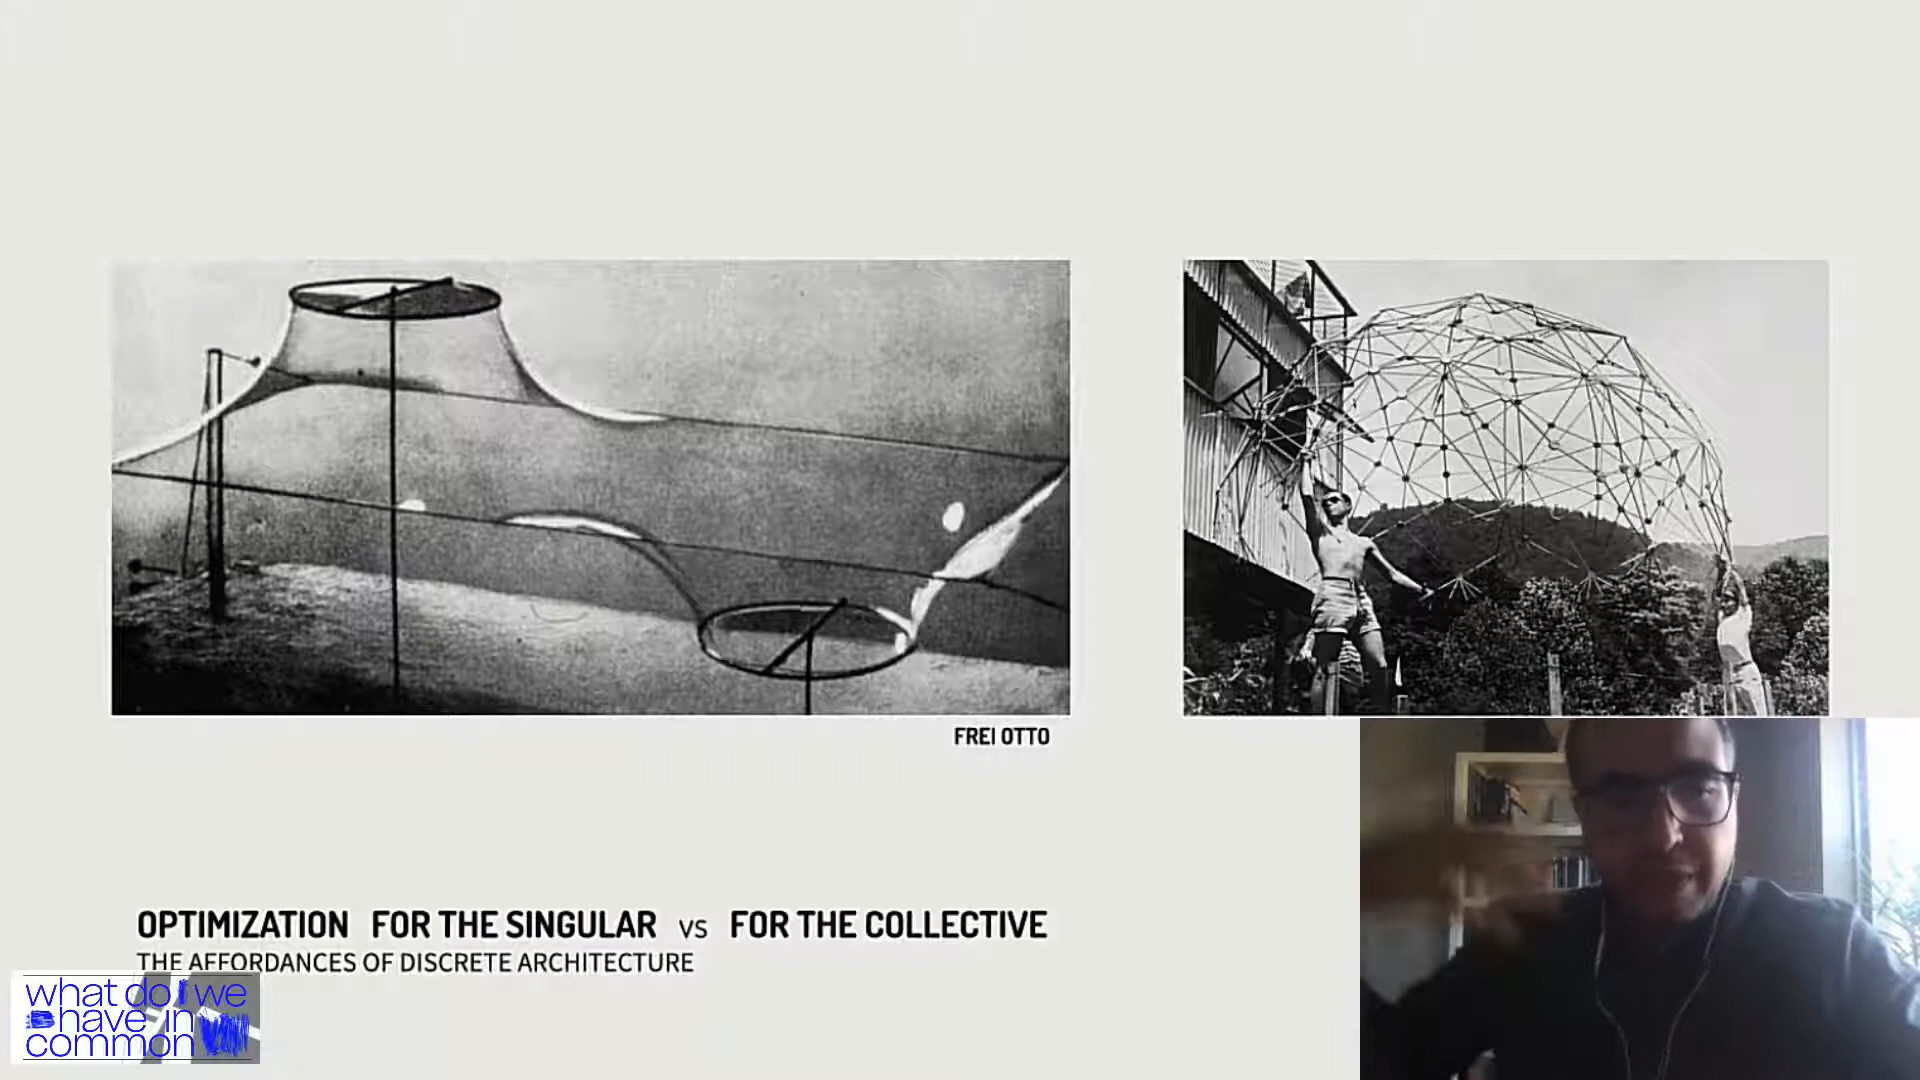 FREI OTTO
OPTIMIZATION FOR THE SINGULAR vs FOR THE COLLECTIVE
THE AFFORDANCES OF DISCRETE ARCHITECTURE
what do I we
have in
common